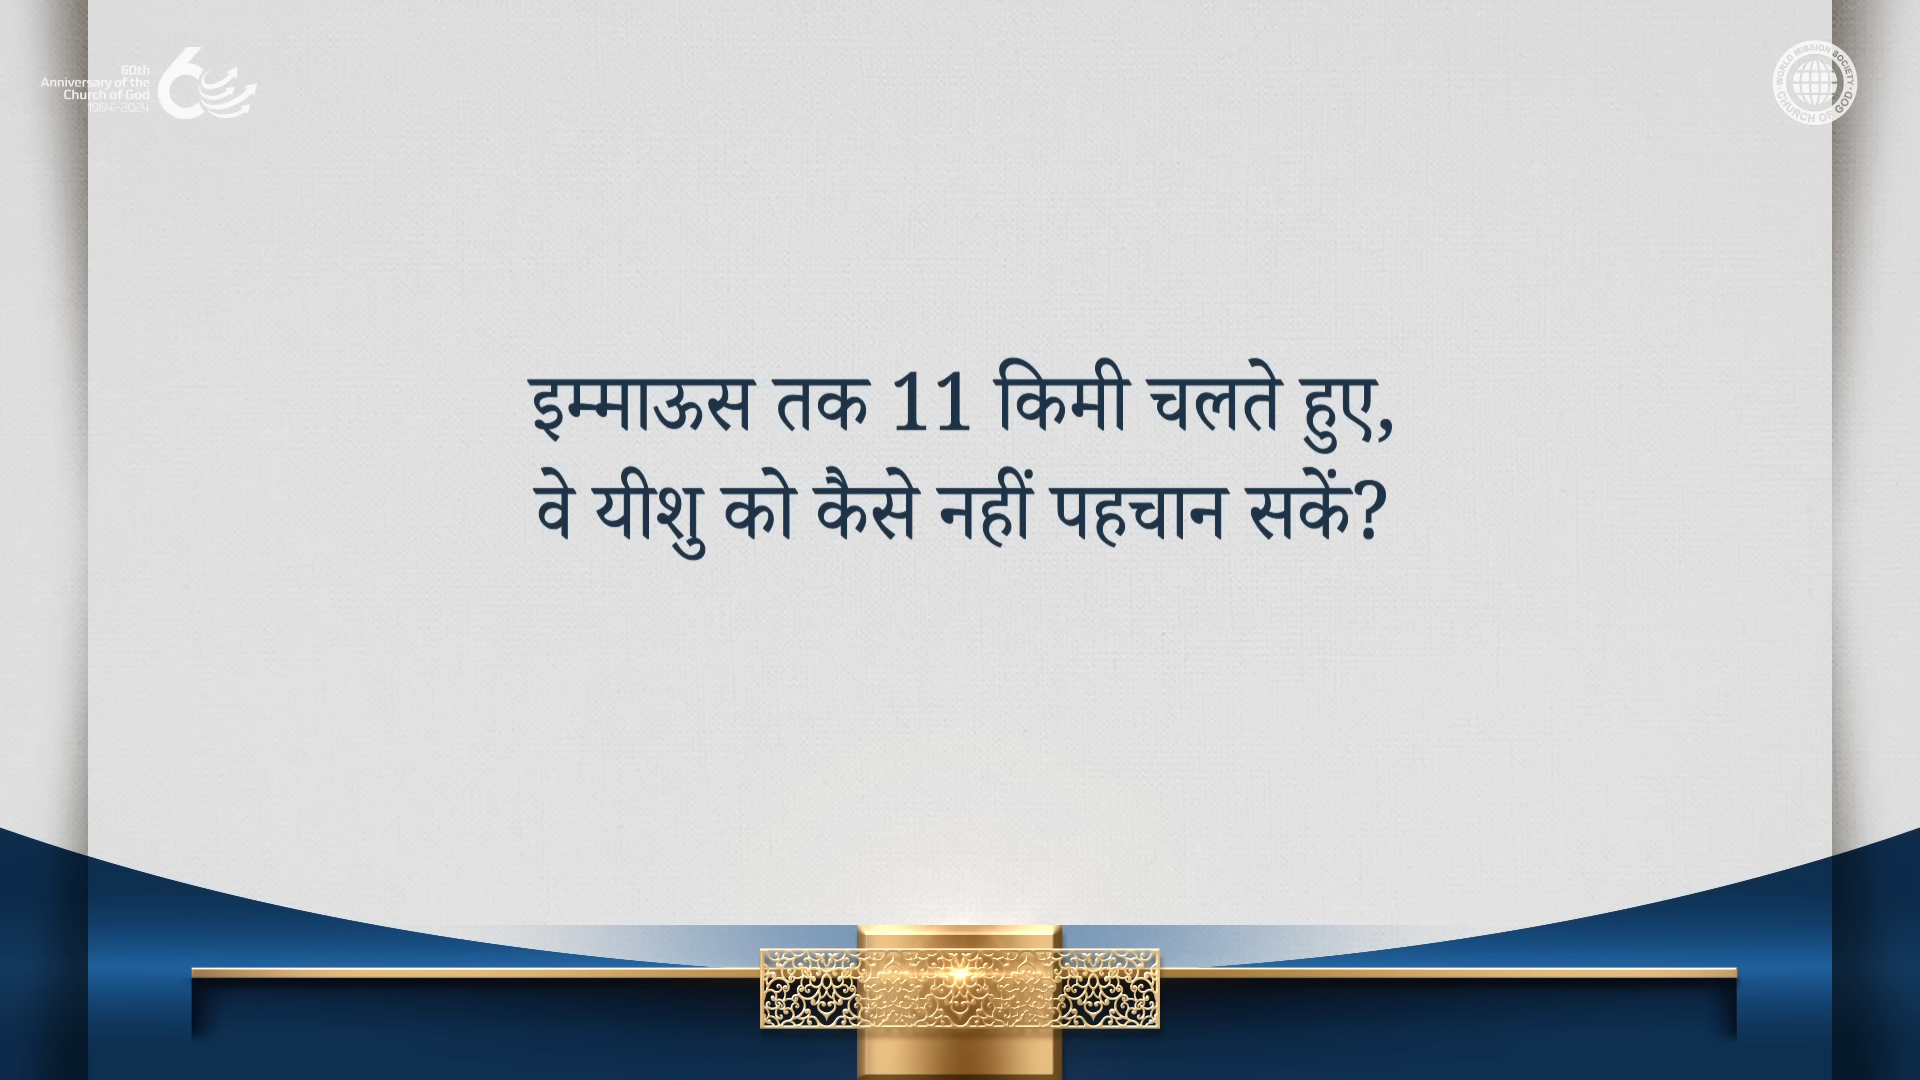 60th
Anniversary of the
Church of God
1964-2024
WORLD MISSION SOCIETY CHURCH OF GOD
इम्माऊस तक 11 किमी चलते हुए,
वे यीशु को कैसे नहीं पहचान सकें?